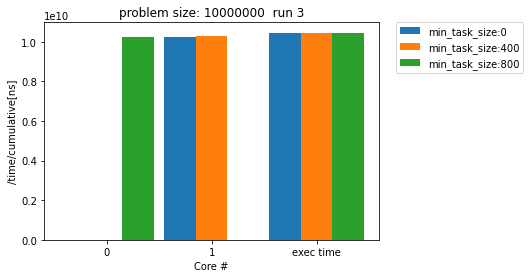 problem size: 10000000  run 3
1e10
1.0
0.8
0.6
0.4
0.2
0.0
/time/cumulative[ns]
0 1 exec time
Core #
min_task_size:0
min_task_size:400
min_task_size:800